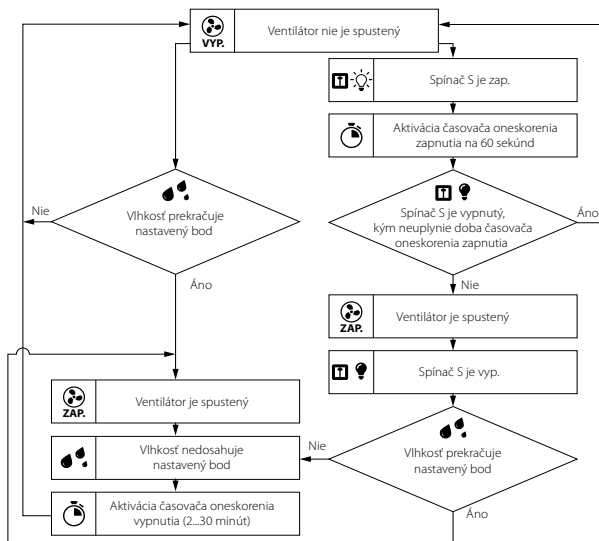 VYP.
Ventilátor nie je spustený
Spínač S je zap.
Aktivácia časovača oneskorenia
zapnutia na 60 sekúnd
Nie
Vlhkosť prekračuje
nastavený bod
Áno
Spínač S je vypnutý,
kým neuplynie doba časovača
oneskorenia zapnutia
Áno
Nie
ZAP.
Ventilátor je spustený
Spínač S je vyp.
ZAP.
Ventilátor je spustený
Vlhkosť nedosahuje
nastavený bod
Nie
Vlhkosť prekračuje
nastavený bod
Áno
Aktivácia časovača oneskorenia
vypnutia (2...30 minút)